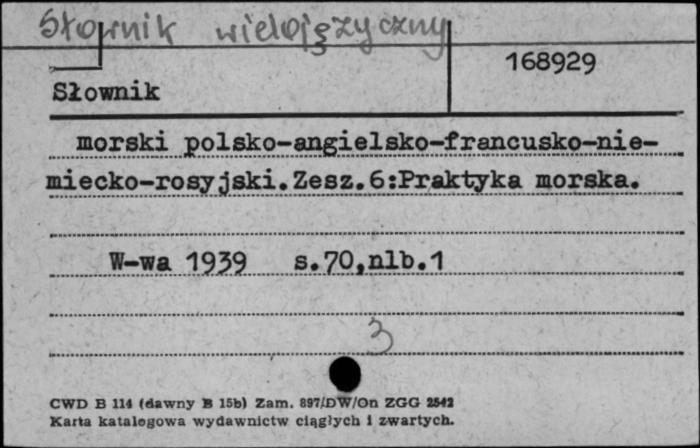 Słownik wielojęzyczny
168929
Słownik
morski polsko-angielsko-francusko-nie-
miecko-rosyjski.Zesz.6:Praktyka morska.
W-wa 1939 s.70,nlb.1
3
CWD B 114 (dawny B 15b) Zam. 897/DW/On ZGG 2542
Karta katalogowa wydawnictw ciągłych i zwartych.